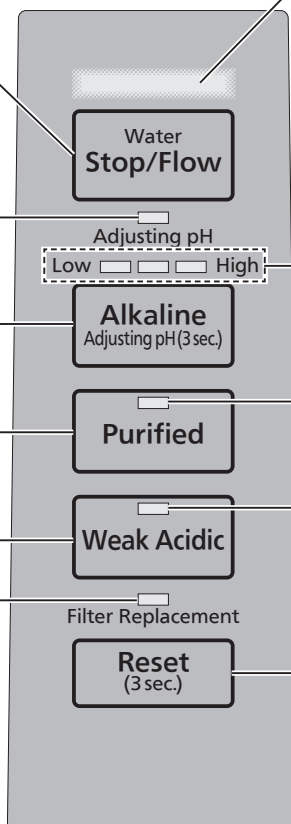 Water
Stop/Flow
Adjusting pH
Low High
Alkaline
Adjusting pH (3 sec.)
Purified
Weak Acidic
Filter Replacement
Reset
(3 sec.)